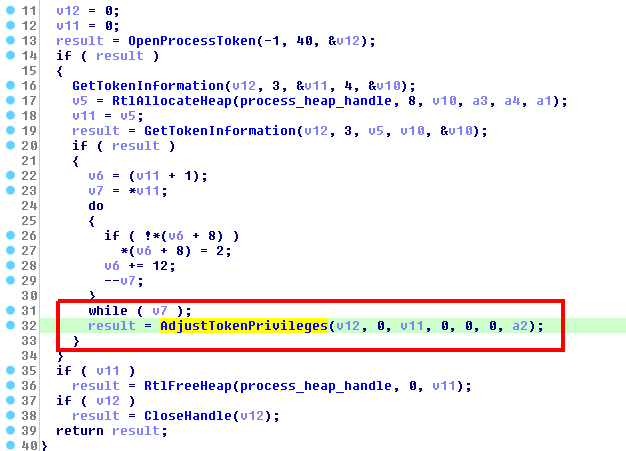 11 v12 = 0;
12 v11 = 0;
13 result = OpenProcessToken(-1, 40, &v12);
14 if ( result )
15 {
16 GetTokenInformation(v12, 3, &v11, 4, &v10);
17 v5 = RtlAllocateHeap(process_heap_handle, 8, v10, a3, a4, a1);
18 v11 = v5;
19 result = GetTokenInformation(v12, 3, v5, v10, &v10);
20 if ( result )
21 {
22 v6 = (v11 + 1);
23 v7 = *v11;
24 do
25 {
26 if ( !*(v6 + 8) )
27 *(v6 + 8) = 2;
28 v6 += 12;
29 --v7;
30 }
31 while ( v7 );
32 result = AdjustTokenPrivileges(v12, 0, v11, 0, 0, 0, a2);
33 }
34 }
35 if ( v11 )
36 result = RtlFreeHeap(process_heap_handle, 0, v11);
37 if ( v12 )
38 result = CloseHandle(v12);
39 return result;
40 }